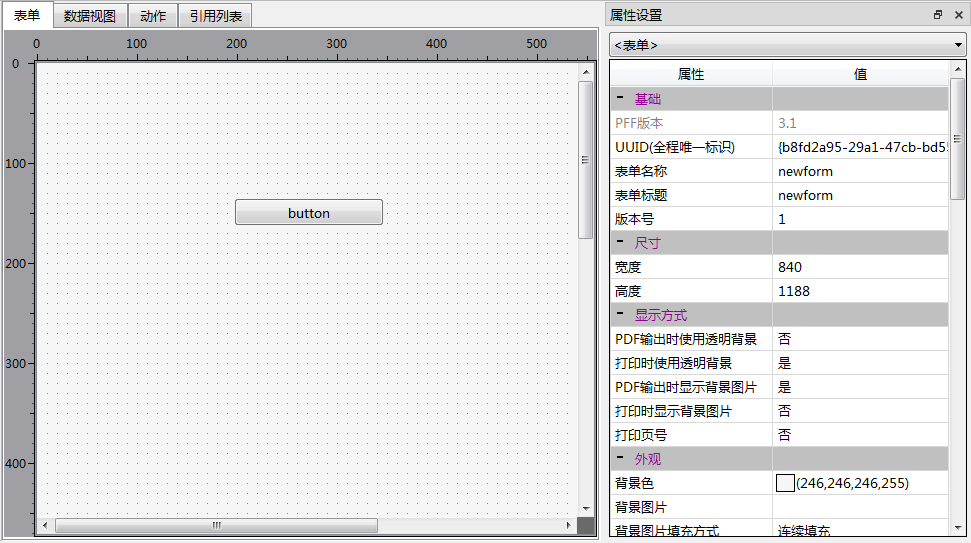 表单 数据视图 动作 引用列表
0 100 200 300 400 500
0
100
button
200
300
400
属性设置
<表单>
属性 值
基础
PFF版本 3.1
UUID(全程唯一标识) {b8fd2a95-29a1-47cb-bd55
表单名称 newform
表单标题 newform
版本号 1
尺寸
宽度 840
高度 1188
显示方式
PDF输出时使用透明背景 否
打印时使用透明背景 是
PDF输出时显示背景图片 是
打印时显示背景图片 否
打印页号 否
外观
背景色 (246,246,246,255)
背景图片
背景图片填充方式 连续填充